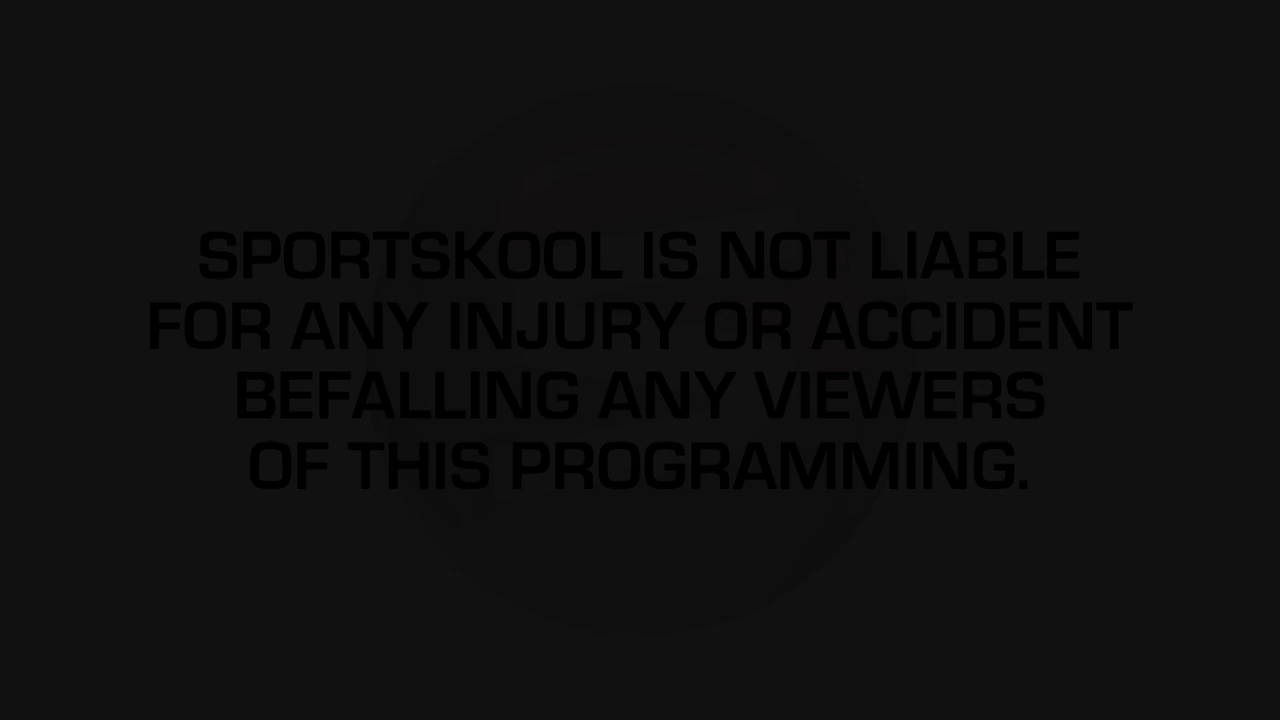 SPORTSKOOL IS NOT LIABLE
FOR ANY INJURY OR ACCIDENT
BEFALLING ANY VIEWERS
OF THIS PROGRAMMING.